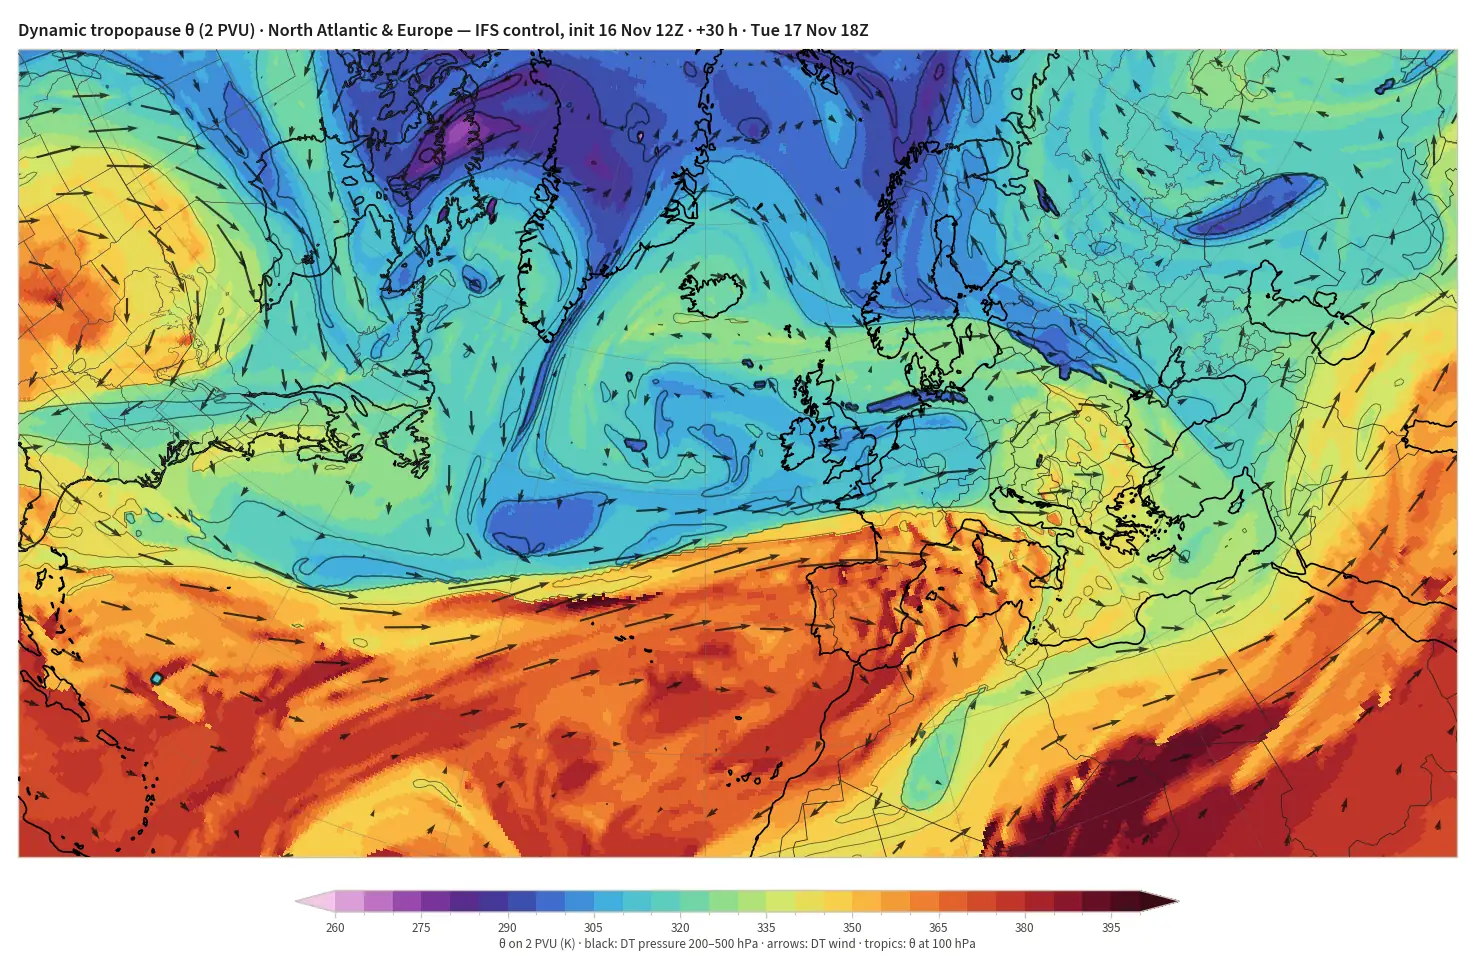 Dynamic tropopause θ (2 PVU) · North Atlantic & Europe — IFS control, init 16 Nov 12Z · +30 h · Tue 17 Nov 18Z
260 275 290 305 320 335 350 365 380 395
θ on 2 PVU (K) · black: DT pressure 200–500 hPa · arrows: DT wind · tropics: θ at 100 hPa